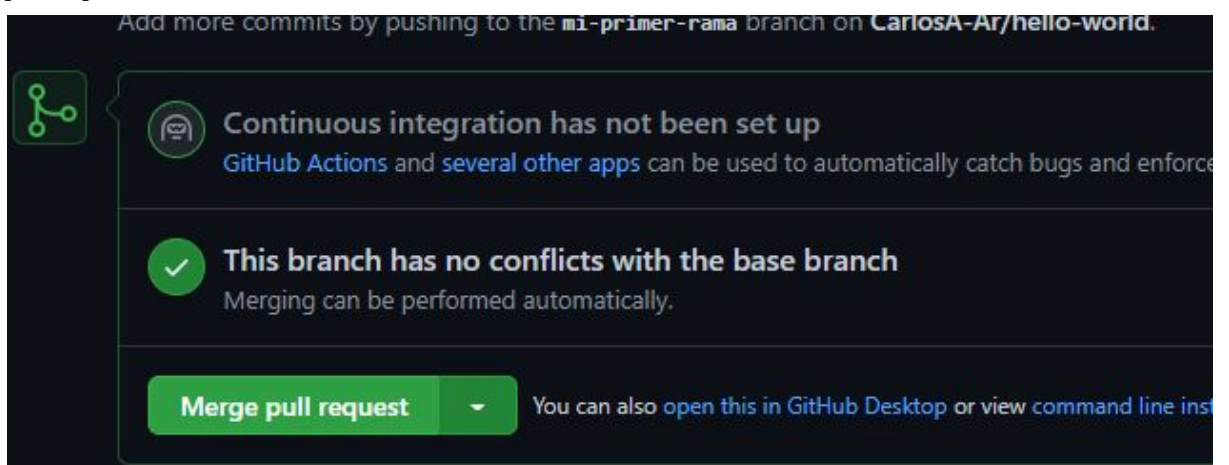 Add more commits by pushing to the mi-primer-rama branch on CarlosA-Ar/hello-world.
Continuous integration has not been set up
GitHub Actions and several other apps can be used to automatically catch bugs and enforce
This branch has no conflicts with the base branch
Merging can be performed automatically.
Merge pull request
You can also open this in GitHub Desktop or view command line